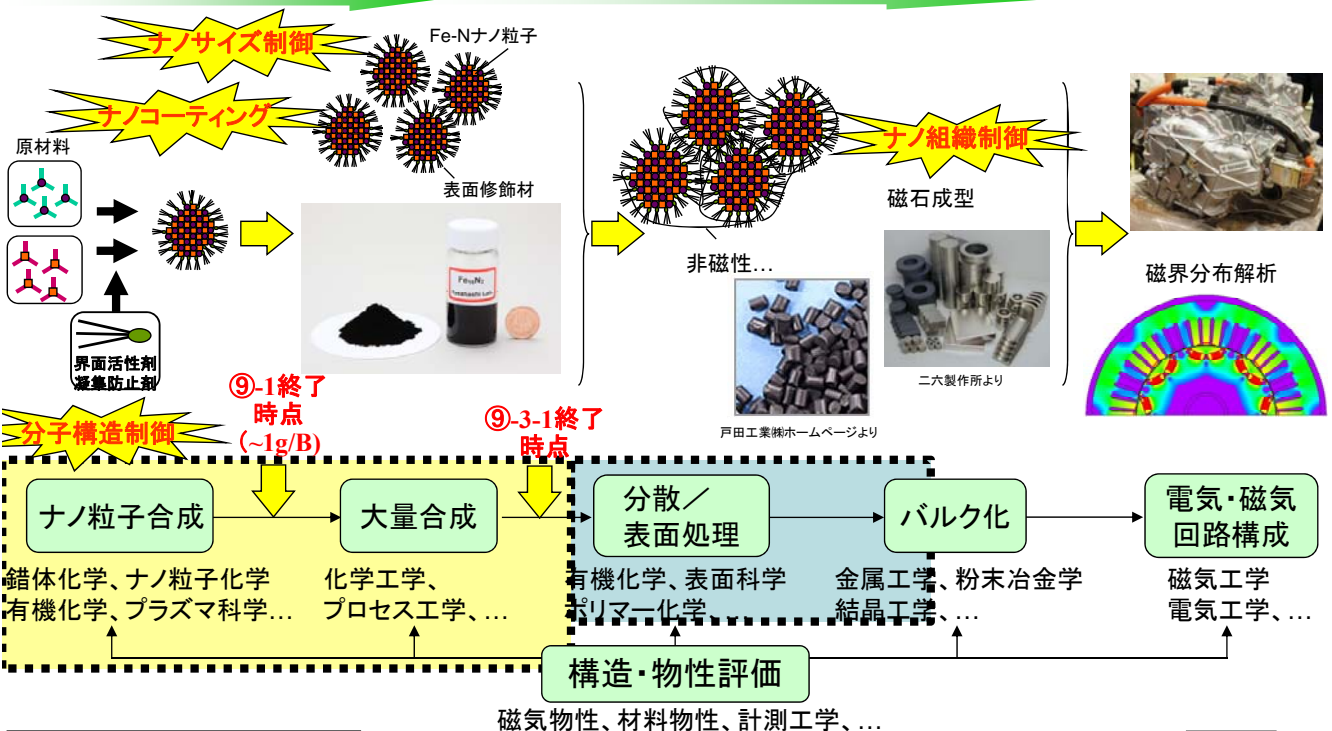 ナノサイズ制御
Fe-Nナノ粒子
ナノコーティング
原材料
表面修飾材
界面活性剤
凝集防止剤
Fe16N2
ナノ組織制御
磁石成型
非磁性…
戸田工業㈱ホームページより
二六製作所より
磁界分布解析
分子構造制御
⑨-1終了
時点
(~1g/B)
⑨-3-1終了
時点
ナノ粒子合成
大量合成
分散／
表面処理
バルク化
電気・磁気
回路構成
錯体化学、ナノ粒子化学
有機化学、プラズマ科学…
化学工学、
プロセス工学、…
有機化学、表面科学
ポリマー化学、…
金属工学、粉末冶金学
結晶工学、…
磁気工学
電気工学、…
構造・物性評価
磁気物性、材料物性、計測工学、…